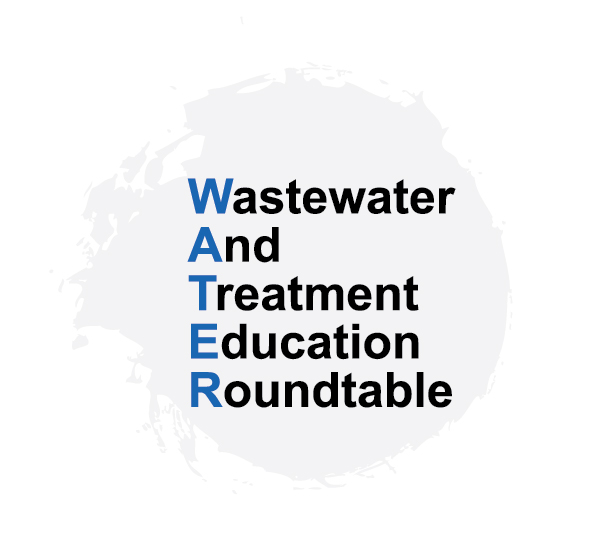 Wastewater
And
Treatment
Education
Roundtable